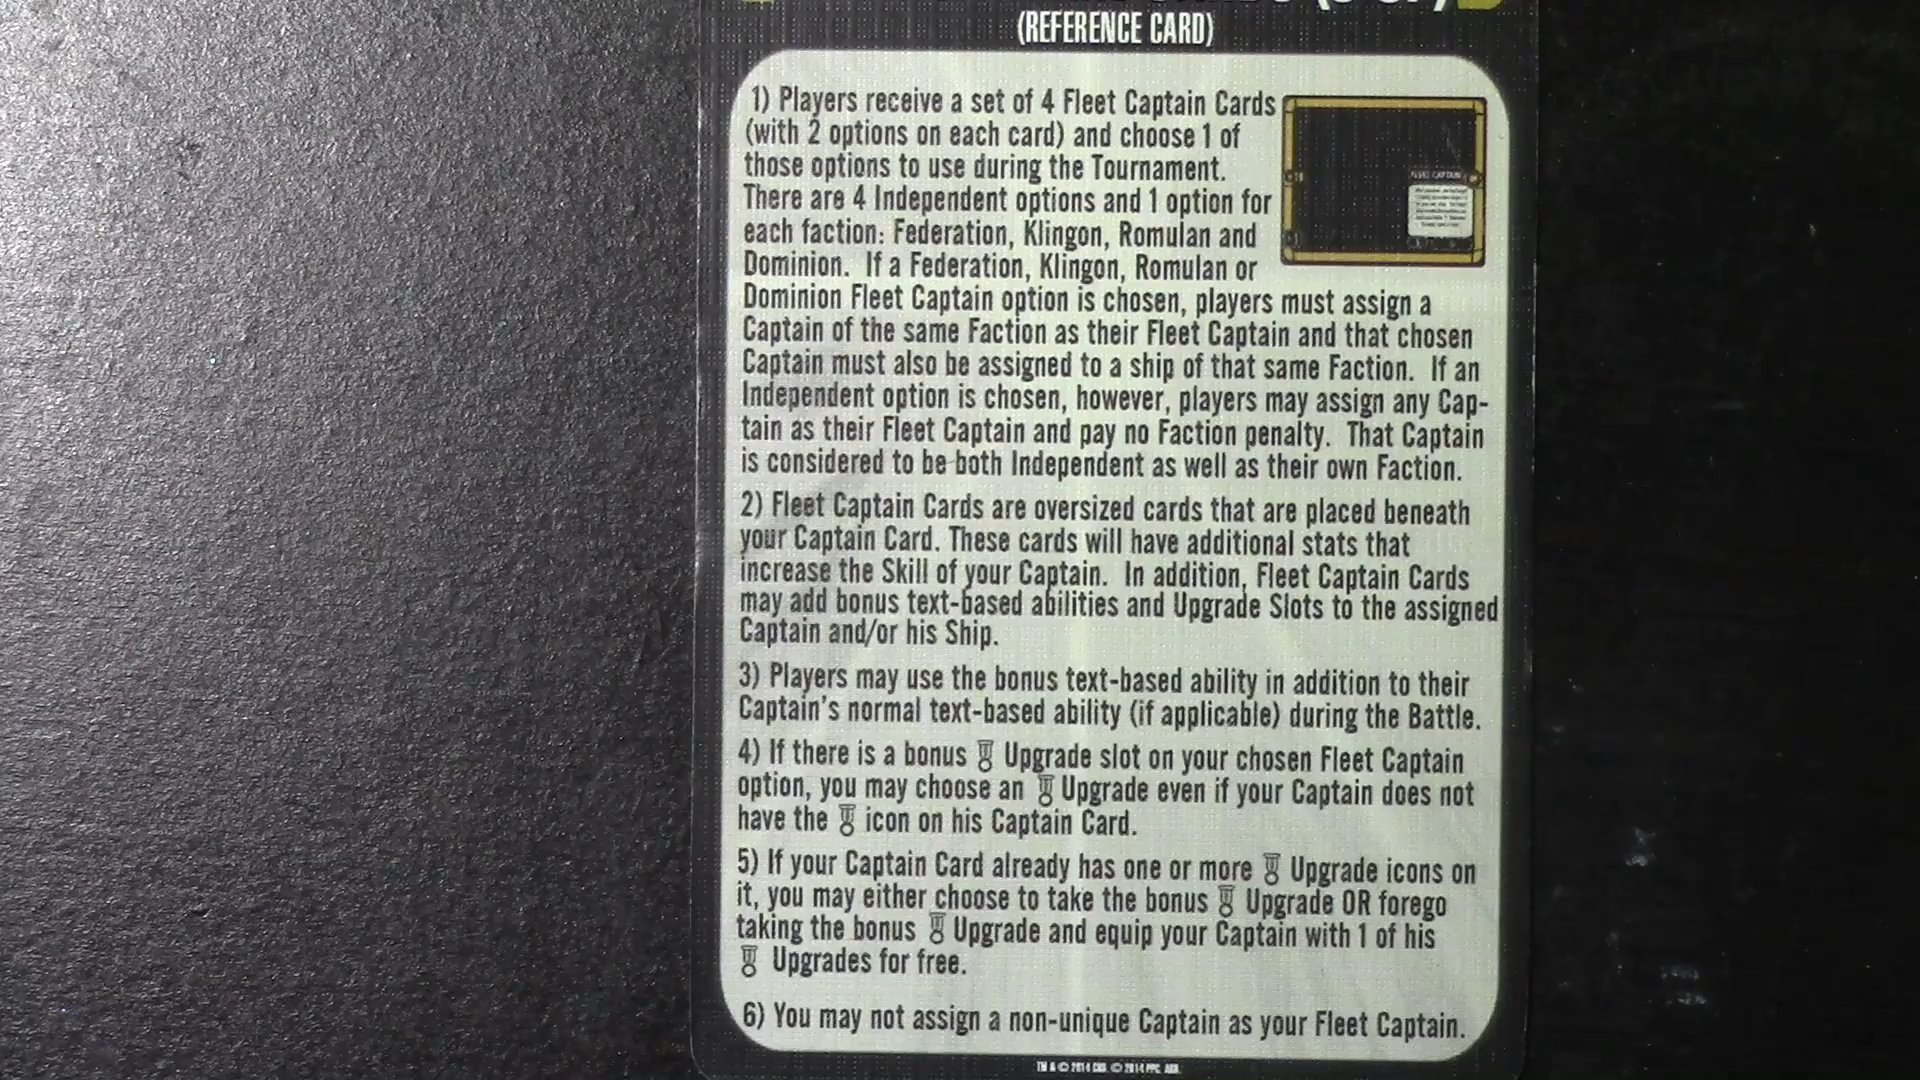 (REFERENCE CARD)
1) Players receive a set of 4 Fleet Captain Cards
(with 2 options on each card) and choose 1 of
those options to use during the Tournament.
There are 4 Independent options and 1 option for
each faction: Federation, Klingon, Romulan and
Dominion. If a Federation, Klingon, Romulan or
Dominion Fleet Captain option is chosen, players must assign a
Captain of the same Faction as their Fleet Captain and that chosen
Captain must also be assigned to a ship of that same Faction. If an
Independent option is chosen, however, players may assign any Cap-
tain as their Fleet Captain and pay no Faction penalty. That Captain
is considered to be both Independent as well as their own Faction.
FLEET CAPTAIN
2) Fleet Captain Cards are oversized cards that are placed beneath
your Captain Card. These cards will have additional stats that
increase the Skill of your Captain. In addition, Fleet Captain Cards
may add bonus text-based abilities and Upgrade Slots to the assigned
Captain and/or his Ship.
3) Players may use the bonus text-based ability in addition to their
Captain's normal text-based ability (if applicable) during the Battle.
4) If there is a bonus Upgrade slot on your chosen Fleet Captain
option, you may choose an Upgrade even if your Captain does not
have the icon on his Captain Card.
5) If your Captain Card already has one or more Upgrade icons on
it, you may either choose to take the bonus Upgrade OR forego
taking the bonus Upgrade and equip your Captain with 1 of his
Upgrades for free.
6) You may not assign a non-unique Captain as your Fleet Captain.
TM & © 2014 CBS. © 2014 PPC. ARR.